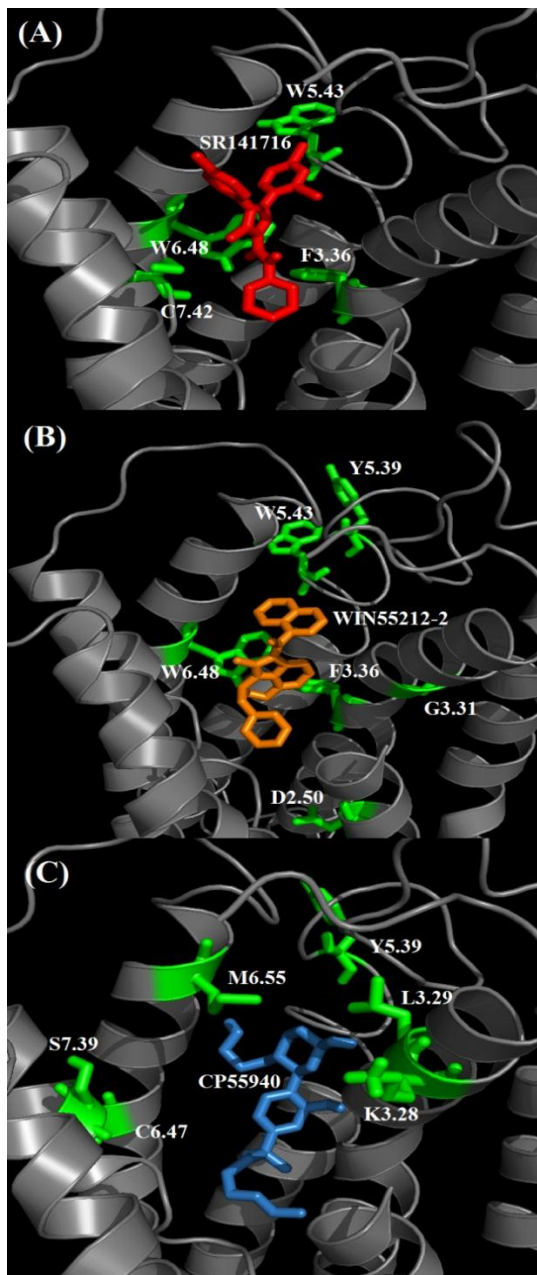 (A)
W5.43
SR141716
W6.48
F3.36
C7.42
(B)
Y5.39
W5.43
WIN55212-2
W6.48
F3.36
G3.31
D2.50
(C)
Y5.39
M6.55
L3.29
S7.39
CP55940
K3.28
C6.47